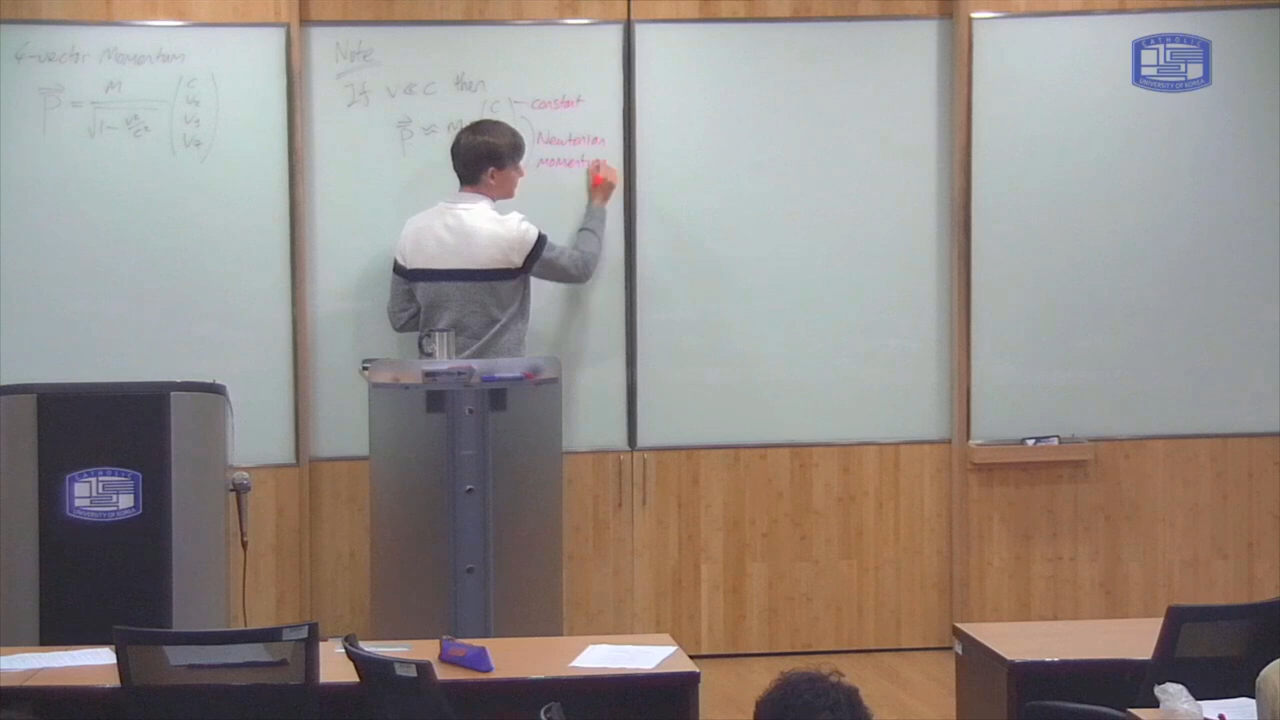 4-vector Momentum
p = M / √1 - v²/c² ( c
vx
vy
vz )
Note
If v << c then
p ≈ M ( c - constant
Newtonian
momentum
CATHOLIC
UNIVERSITY OF KOREA
CATHOLIC
UNIVERSITY OF KOREA